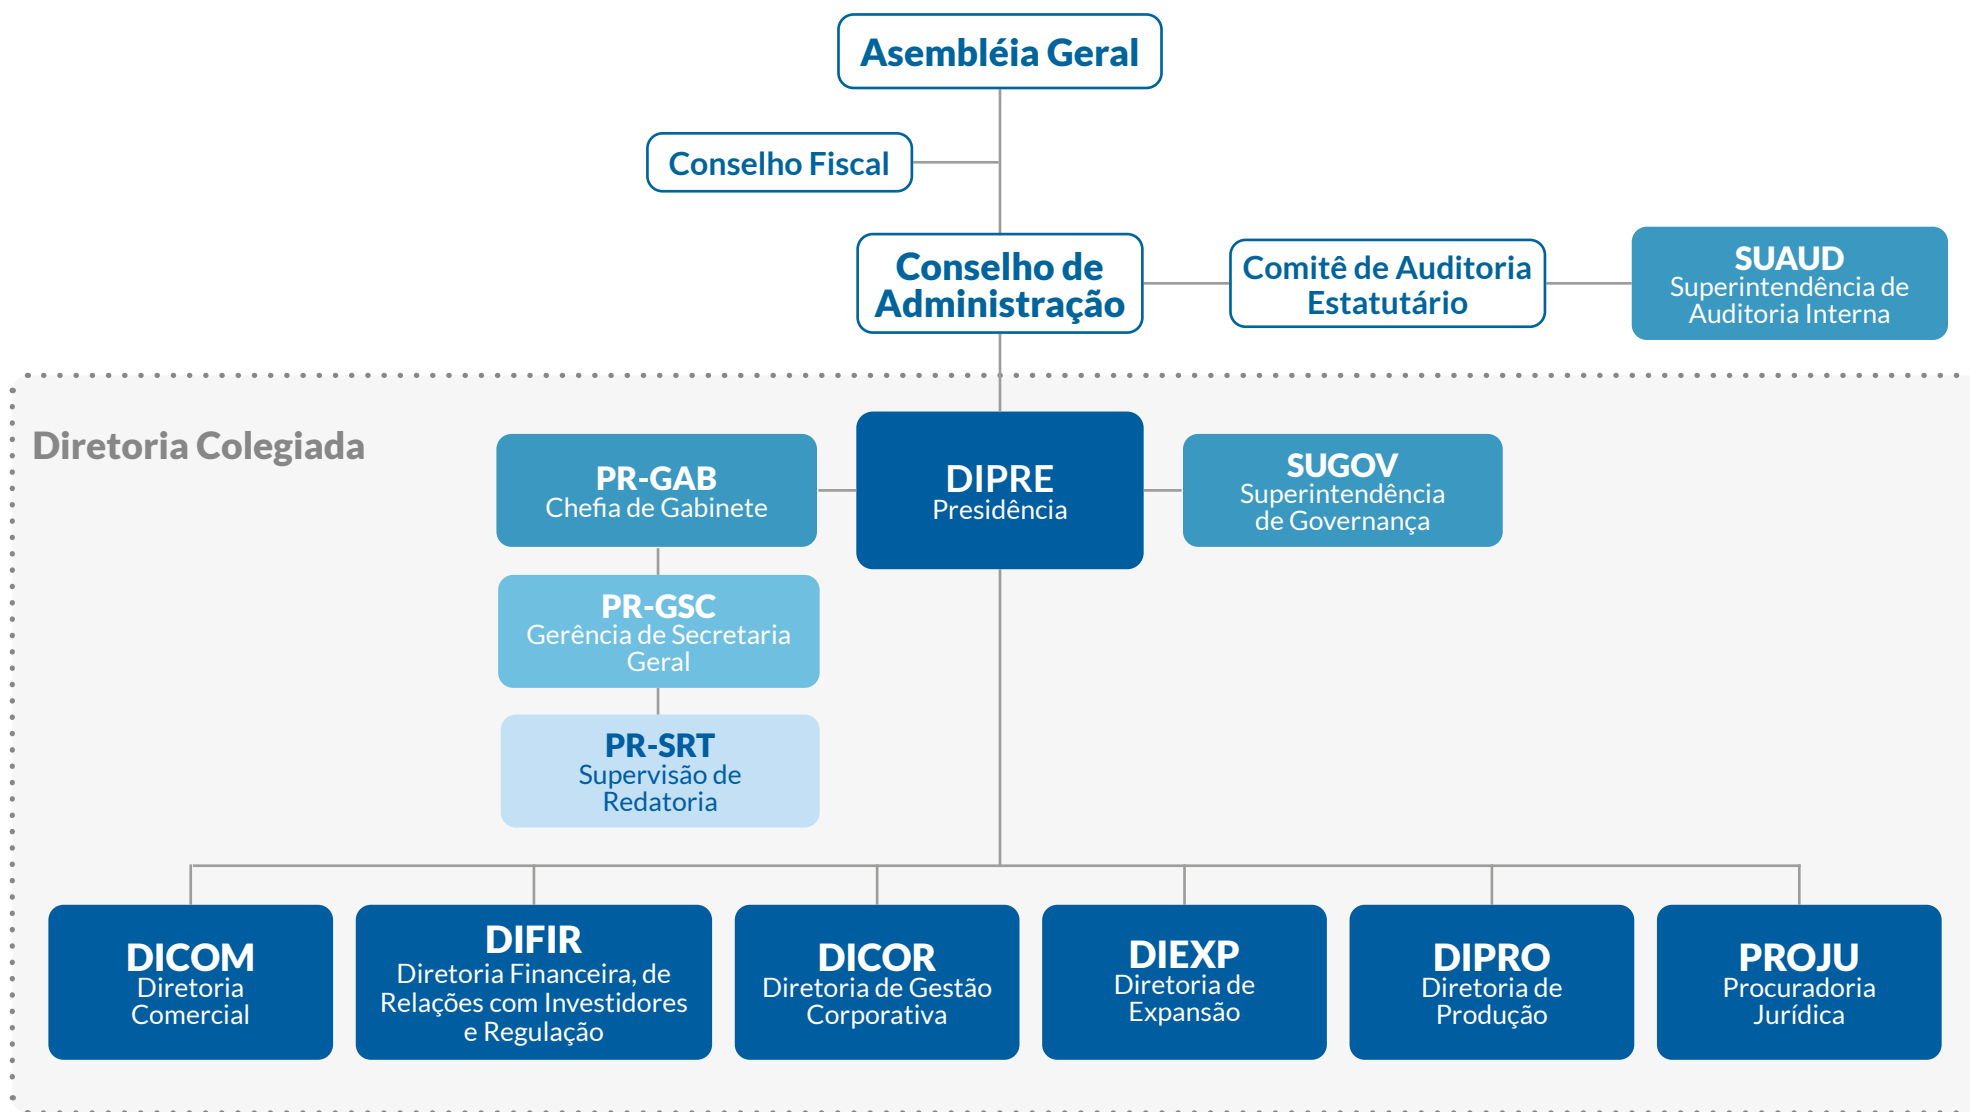 Asembléia Geral
Conselho Fiscal
Conselho de
Administração
Comitê de Auditoria
Estatutário
SUAUD
Superintendência de
Auditoria Interna
Diretoria Colegiada
PR-GAB
Chefia de Gabinete
DIPRE
Presidência
SUGOV
Superintendência
de Governança
PR-GSC
Gerência de Secretaria
Geral
PR-SRT
Supervisão de
Redatoria
DICOM
Diretoria
Comercial
DIFIR
Diretoria Financeira, de
Relações com Investidores
e Regulação
DICOR
Diretoria de Gestão
Corporativa
DIEXP
Diretoria de
Expansão
DIPRO
Diretoria de
Produção
PROJU
Procuradoria
Jurídica